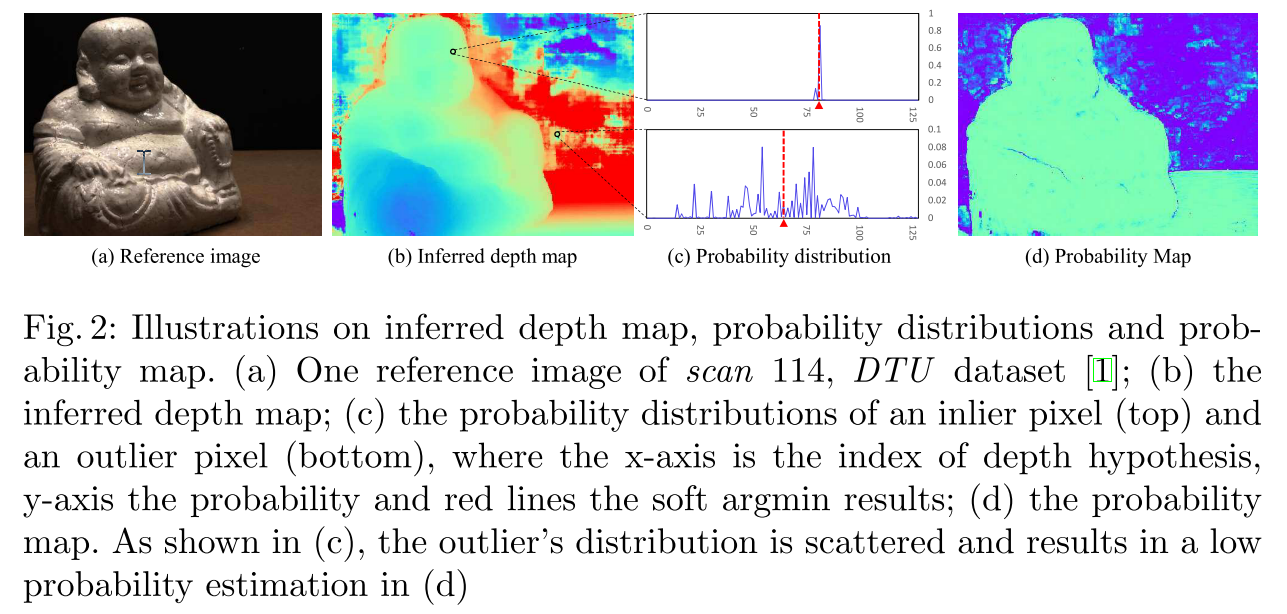 1
0.8
0.6
0.4
0.2
0
0 25 50 75 100 125
0.1
0.08
0.06
0.04
0.02
0
0 25 50 75 100 125
(a) Reference image (b) Inferred depth map (c) Probability distribution (d) Probability Map
Fig. 2: Illustrations on inferred depth map, probability distributions and prob-
ability map. (a) One reference image of scan 114, DTU dataset [1]; (b) the
inferred depth map; (c) the probability distributions of an inlier pixel (top) and
an outlier pixel (bottom), where the x-axis is the index of depth hypothesis,
y-axis the probability and red lines the soft argmin results; (d) the probability
map. As shown in (c), the outlier's distribution is scattered and results in a low
probability estimation in (d)